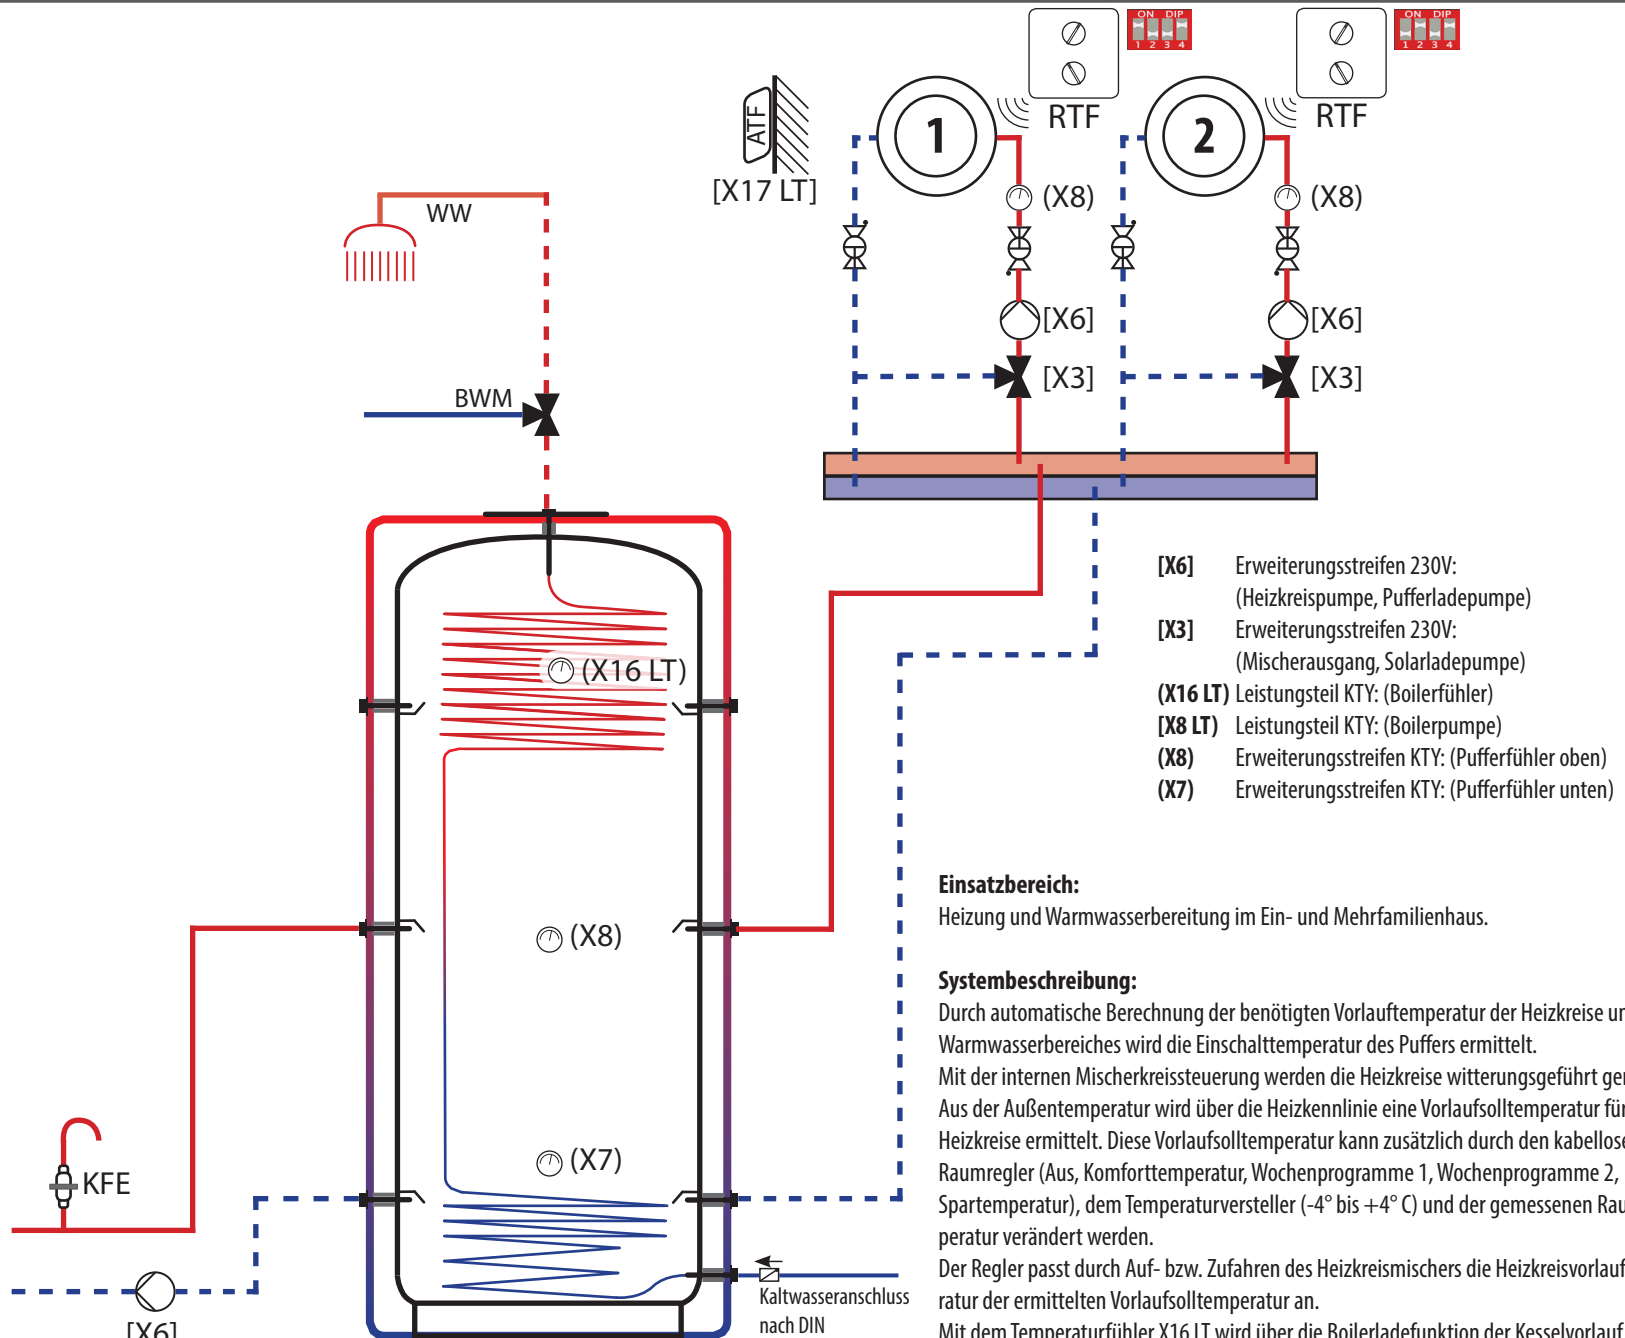 ON DIP
1 2 3 4
ON DIP
1 2 3 4
RTF
RTF
ATF
[X17 LT]
1
2
(X8)
(X8)
WW
[X6]
[X6]
[X3]
[X3]
BWM
[X6] Erweiterungsstreifen 230V:
(Heizkreispumpe, Pufferladepumpe)
[X3] Erweiterungsstreifen 230V:
(Mischerausgang, Solarladepumpe)
(X16 LT) Leistungsteil KTY: (Boilerfühler)
[X8 LT) Leistungsteil KTY: (Boilerpumpe)
(X8) Erweiterungsstreifen KTY: (Pufferfühler oben)
(X7) Erweiterungsstreifen KTY: (Pufferfühler unten)
(X16 LT)
(X8)
(X7)
KFE
[X6]
Kaltwasseranschluss
nach DIN
Einsatzbereich:
Heizung und Warmwasserbereitung im Ein- und Mehrfamilienhaus.
Systembeschreibung:
Durch automatische Berechnung der benötigten Vorlauftemperatur der Heizkreise
Warmwasserbereiches wird die Einschalttemperatur des Puffers ermittelt.
Mit der internen Mischerkreissteuerung werden die Heizkreise witterungsgeführt
Aus der Außentemperatur wird über die Heizkennlinie eine Vorlaufsolltemperatur für
Heizkreise ermittelt. Diese Vorlaufsolltemperatur kann zusätzlich durch den kabellose
Raumregler (Aus, Komforttemperatur, Wochenprogramme 1, Wochenprogramme 2,
Spartemperatur), dem Temperaturversteller (-4° bis +4° C) und der gemessenen Rau
peratur verändert werden.
Der Regler passt durch Auf- bzw. Zufahren des Heizkreismischers die Heizkreisvorlauf
ratur der ermittelten Vorlaufsolltemperatur an.
Mit dem Temperaturfühler X16 LT wird über die Boilerladefunktion der Kesselvorlauf